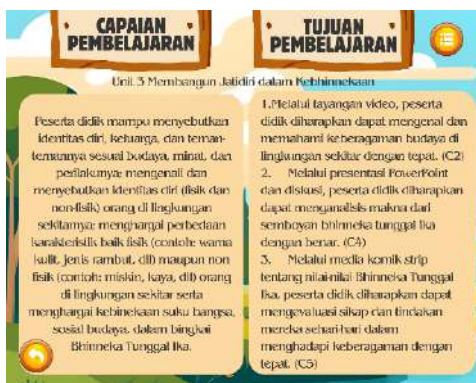 CAPAIAN
PEMBELAJARAN
TUJUAN
PEMBELAJARAN
Unit 3 Membangun Jatidiri dalam Kebhinnekaan
Peserta didik mampu menyebutkan
identitas diri, keluarga, dan teman-
temannya sesuai budaya, minat, dan
perilakunya; mengenali dan
menyebutkan identitas diri (fisik dan
non-fisik) orang di lingkungan
sekitarnya; menghargai perbedaan
karakteristik baik fisik (contoh: warna
kulit, jenis rambut, dll) maupun non
fisik (contoh: miskin, kaya, dll) orang
di lingkungan sekitar serta
menghargai kebinekaan suku bangsa,
sosial budaya, dalam bingkai
Bhinneka Tunggal Ika.
1.Melalui tayangan video, peserta
didik diharapkan dapat mengenal dan
memahami keberagaman budaya di
lingkungan sekitar dengan tepat. (C2)
2. Melalui presentasi PowerPoint
dan diskusi, peserta didik diharapkan
dapat menganalisis makna dari
semboyan bhinneka tunggal ika
dengan benar. (C4)
3. Melalui media komik strip
tentang nilai-nilai Bhinneka Tunggal
Ika, peserta didik diharapkan dapat
mengevaluasi sikap dan tindakan
mereka sehari-hari dalam
menghadapi keberagaman dengan
tepat. (C5)